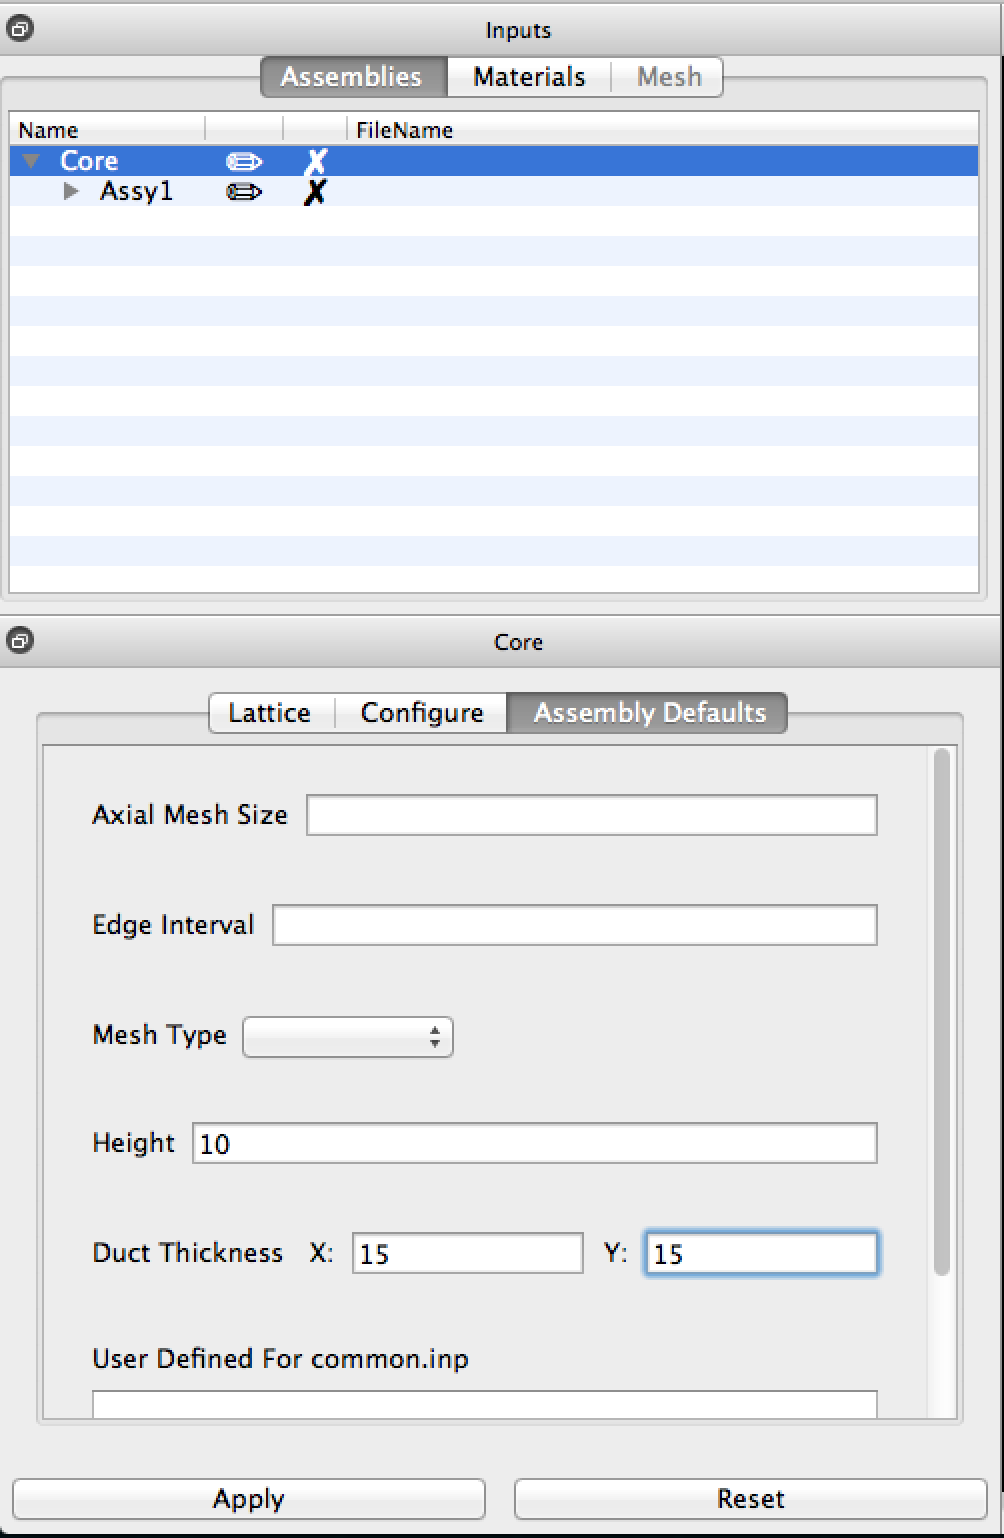 Inputs
Assemblies Materials Mesh
Name FileName
Core
Assy1
Core
Lattice Configure Assembly Defaults
Axial Mesh Size
Edge Interval
Mesh Type
Height 10
Duct Thickness X: 15 Y: 15
User Defined For common.inp
Apply Reset